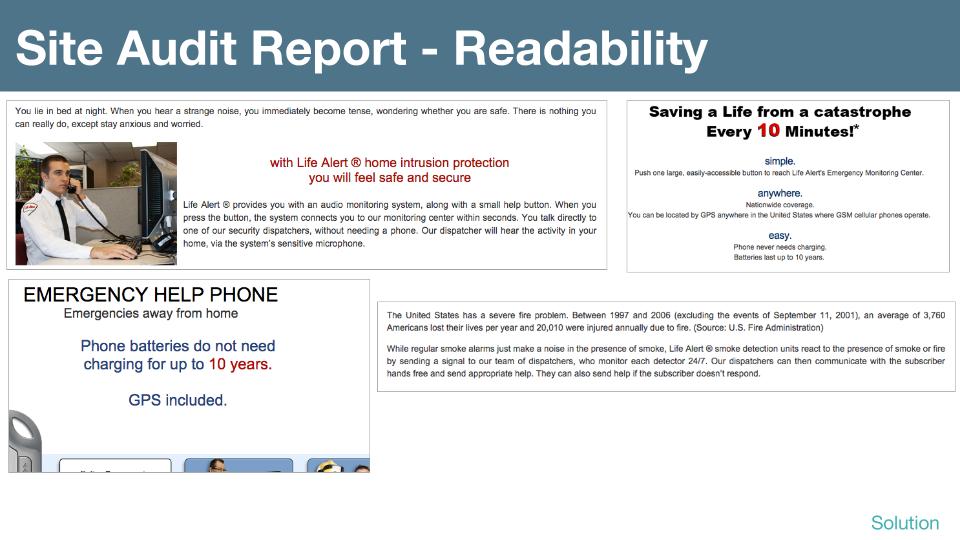 Site Audit Report - Readability
You lie in bed at night. When you hear a strange noise, you immediately become tense, wondering whether you are safe. There is nothing you
can really do, except stay anxious and worried.
with Life Alert ® home intrusion protection
you will feel safe and secure
Life Alert ® provides you with an audio monitoring system, along with a small help button. When you
press the button, the system connects you to our monitoring center within seconds. You talk directly to
one of our security dispatchers, without needing a phone. Our dispatcher will hear the activity in your
home, via the system's sensitive microphone.
Saving a Life from a catastrophe
Every 10 Minutes!*
simple.
Push one large, easily-accessible button to reach Life Alert's Emergency Monitoring Center.
anywhere.
Nationwide coverage.
You can be located by GPS anywhere in the United States where GSM cellular phones operate.
easy.
Phone never needs charging.
Batteries last up to 10 years.
EMERGENCY HELP PHONE
Emergencies away from home
Phone batteries do not need
charging for up to 10 years.
GPS included.
The United States has a severe fire problem. Between 1997 and 2006 (excluding the events of September 11, 2001), an average of 3,760
Americans lost their lives per year and 20,010 were injured annually due to fire. (Source: U.S. Fire Administration)
While regular smoke alarms just make a noise in the presence of smoke, Life Alert ® smoke detection units react to the presence of smoke or fire
by sending a signal to our team of dispatchers, who monitor each detector 24/7. Our dispatchers can then communicate with the subscriber
hands free and send appropriate help. They can also send help if the subscriber doesn't respond.
Solution